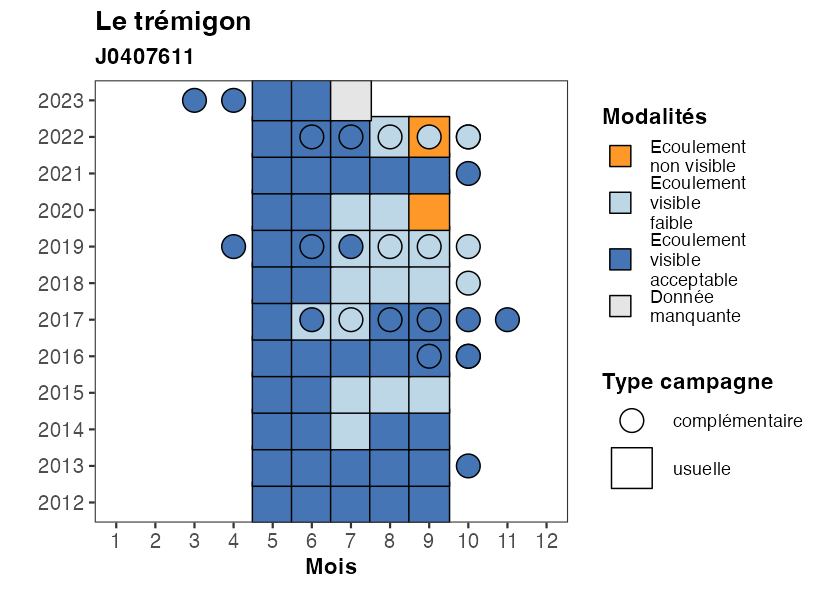 Le trémigon
J0407611
2023
2022
2021
2020
2019
2018
2017
2016
2015
2014
2013
2012
1 2 3 4 5 6 7 8 9 10 11 12
Mois
Modalités
Ecoulement
non visible
Ecoulement
visible
faible
Ecoulement
visible
acceptable
Donnée
manquante
Type campagne
complémentaire
usuelle